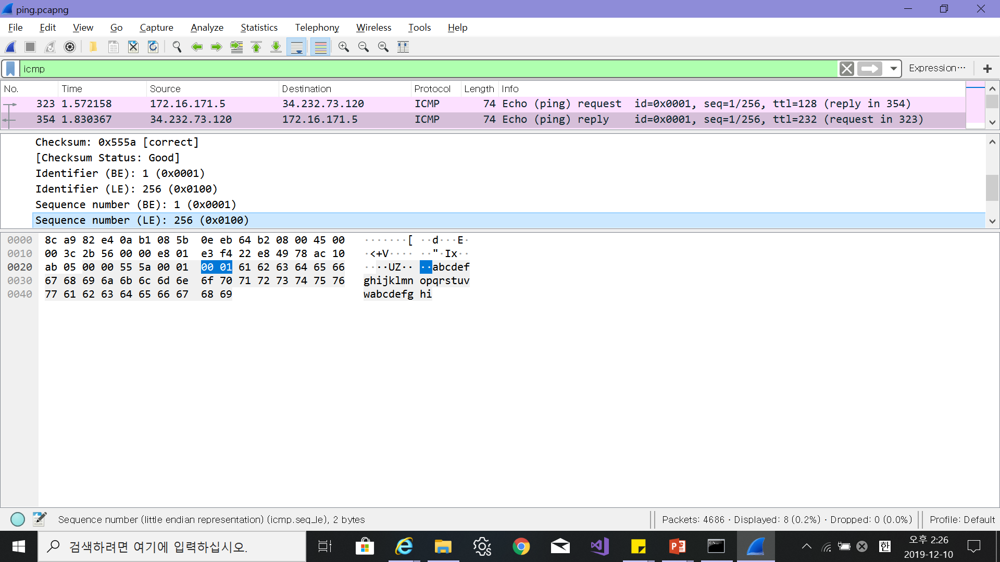 ping.pcapng
File Edit View Go Capture Analyze Statistics Telephony Wireless Tools Help
icmp Expression…
No. Time Source Destination Protocol Length Info
323 1.572158 172.16.171.5 34.232.73.120 ICMP 74 Echo (ping) request id=0x0001, seq=1/256, ttl=128 (reply in 354)
354 1.830367 34.232.73.120 172.16.171.5 ICMP 74 Echo (ping) reply id=0x0001, seq=1/256, ttl=232 (request in 323)
Checksum: 0x555a [correct]
[Checksum Status: Good]
Identifier (BE): 1 (0x0001)
Identifier (LE): 256 (0x0100)
Sequence number (BE): 1 (0x0001)
Sequence number (LE): 256 (0x0100)
0000 8c a9 82 e4 0a b1 08 5b 0e eb 64 b2 08 00 45 00 ·······[ ··d···E·
0010 00 3c 2b 56 00 00 e8 01 e3 f4 22 e8 49 78 ac 10 ·<+V···· ··"·Ix··
0020 ab 05 00 00 55 5a 00 01 00 01 61 62 63 64 65 66 ····UZ·· ··abcdef
0030 67 68 69 6a 6b 6c 6d 6e 6f 70 71 72 73 74 75 76 ghijklmn opqrstuv
0040 77 61 62 63 64 65 66 67 68 69 wabcdefg hi
Sequence number (little endian representation) (icmp.seq_le), 2 bytes Packets: 4686 · Displayed: 8 (0.2%) · Dropped: 0 (0.0%) Profile: Default
검색하려면 여기에 입력하십시오. 한 오후 2:26
2019-12-10